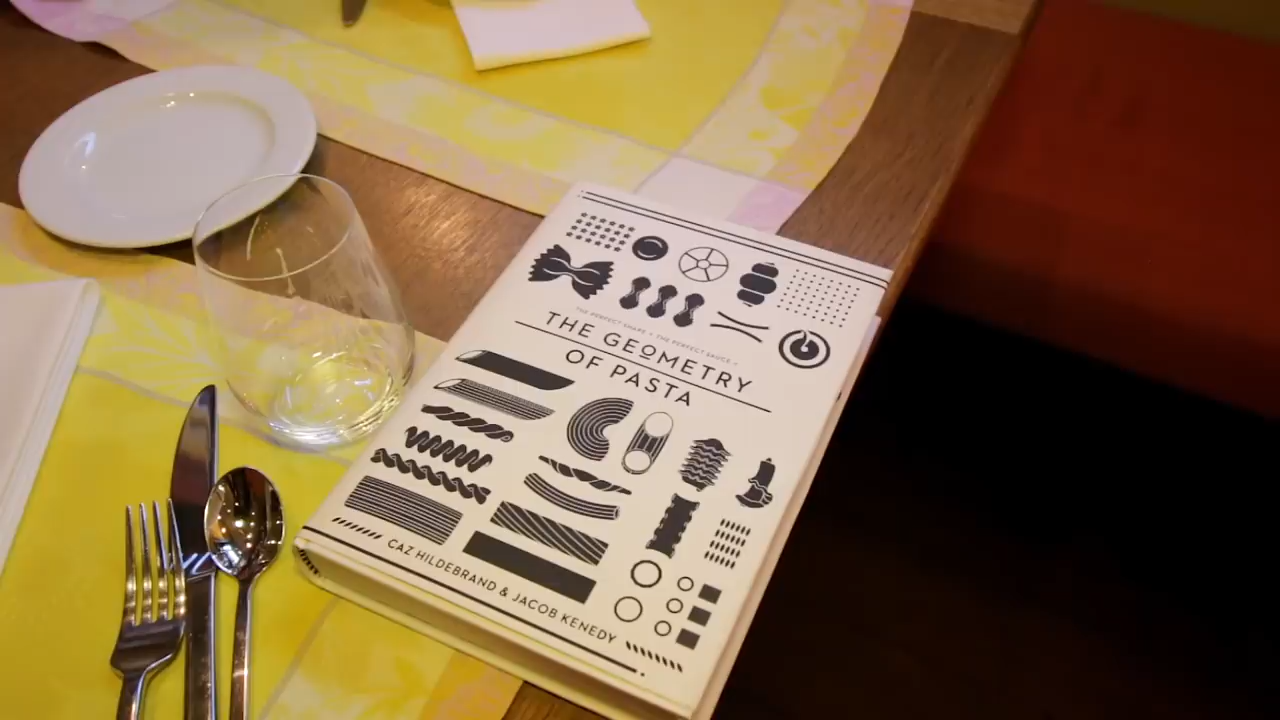 THE PERFECT SHAPE + THE PERFECT SAUCE =
THE GEOMETRY
OF PASTA
CAZ HILDEBRAND & JACOB KENEDY